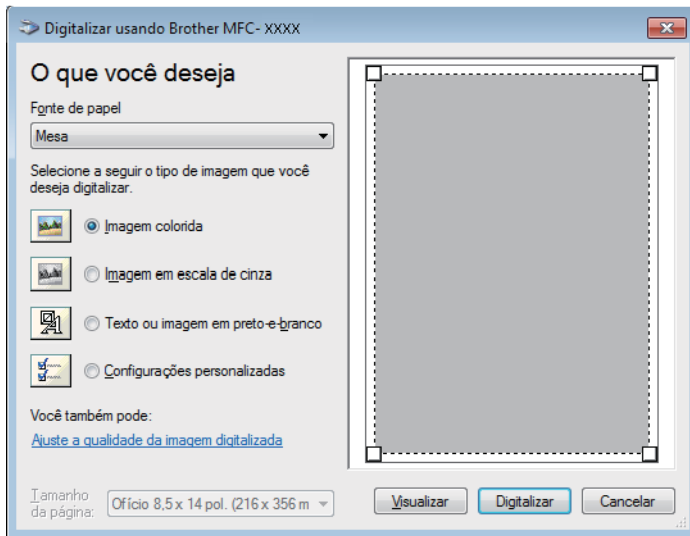 Digitalizar usando Brother MFC- XXXX
O que você deseja
Fonte de papel
Mesa
Selecione a seguir o tipo de imagem que você
deseja digitalizar.
Imagem colorida
Imagem em escala de cinza
Texto ou imagem em preto-e-branco
Configurações personalizadas
Você também pode:
Ajuste a qualidade da imagem digitalizada
Tamanho
da página:
Ofício 8,5 x 14 pol. (216 x 356 m
Visualizar
Digitalizar
Cancelar